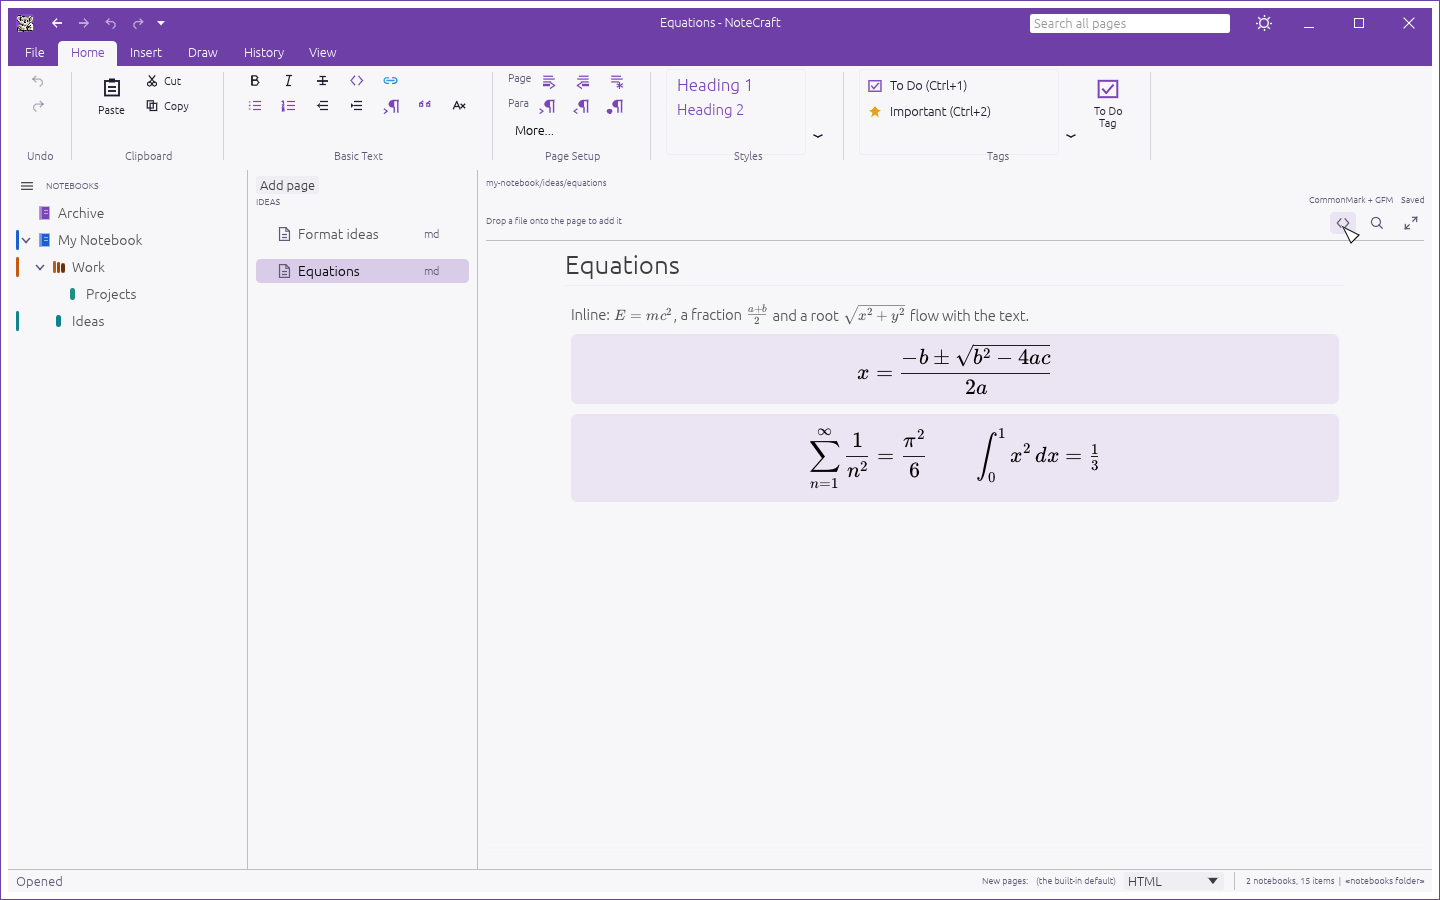 Equations - NoteCraft
Search all pages
File Home Insert Draw History View
Paste
Cut
Copy
Page
Para
More...
Heading 1
Heading 2
To Do (Ctrl+1)
Important (Ctrl+2)
To Do
Tag
Undo Clipboard Basic Text Page Setup Styles Tags
NOTEBOOKS
Archive
My Notebook
Work
Projects
Ideas
Add page
IDEAS
Format ideas md
Equations md
my-notebook/ideas/equations
CommonMark + GFM Saved
Drop a file onto the page to add it
Equations
Inline: E = mc², a fraction (a+b)/2 and a root √(x² + y²) flow with the text.
x = (−b ± √(b² − 4ac))/(2a)
∑_{n=1}^{∞} 1/n² = π²/6 ∫₀¹ x² dx = 1/3
Opened
New pages: (the built-in default) HTML 2 notebooks, 15 items | «notebooks folder»